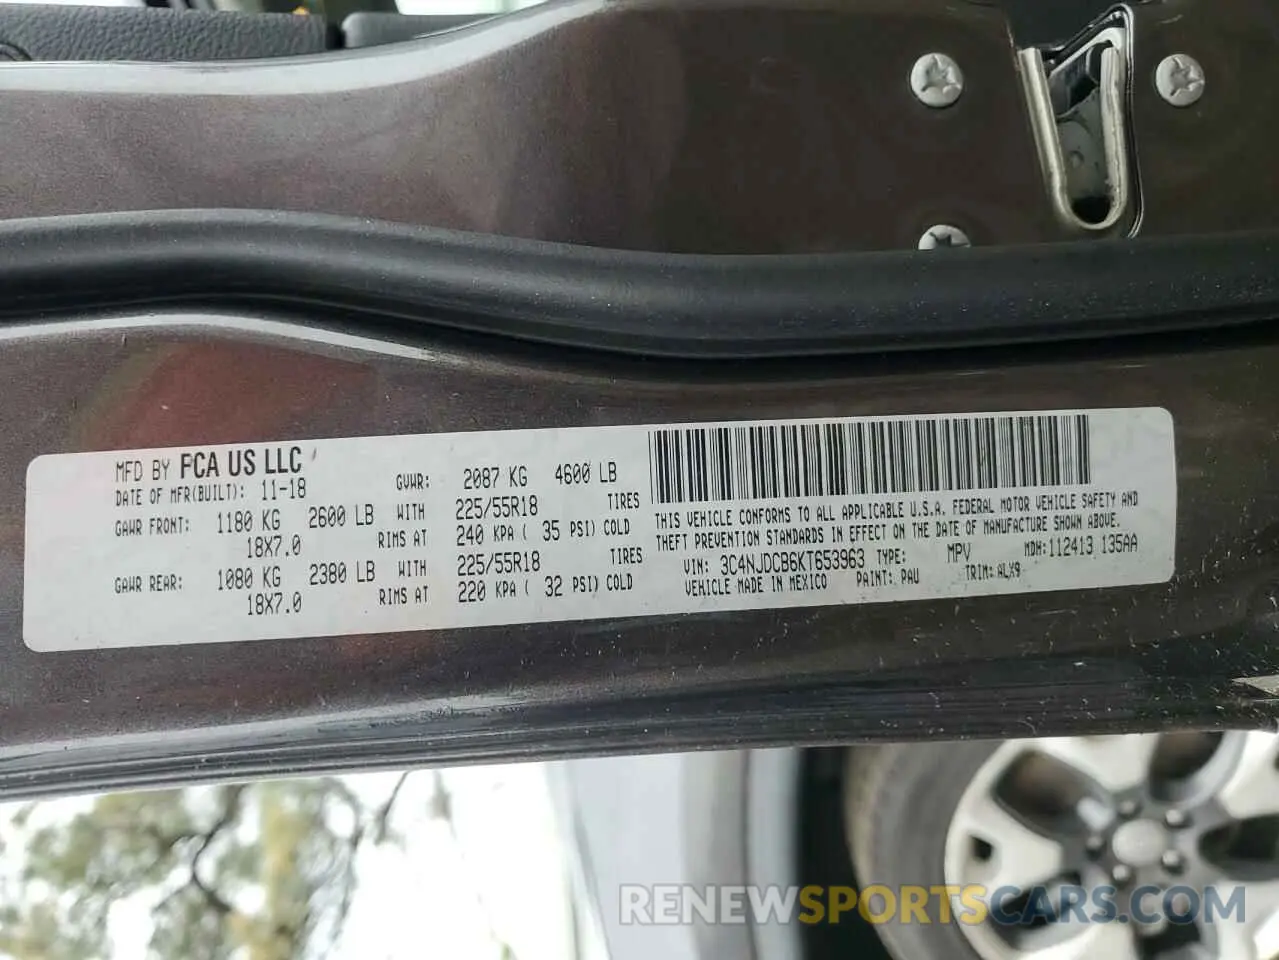 MFD BY FCA US LLC
DATE OF MFR(BUILT): 11-18
GVWR: 2087 KG 4600 LB
GAWR FRONT: 1180 KG 2600 LB WITH 225/55R18 TIRES
18X7.0 RIMS AT 240 KPA ( 35 PSI) COLD
GAWR REAR: 1080 KG 2380 LB WITH 225/55R18 TIRES
18X7.0 RIMS AT 220 KPA ( 32 PSI) COLD
THIS VEHICLE CONFORMS TO ALL APPLICABLE U.S.A. FEDERAL MOTOR VEHICLE SAFETY AND
THEFT PREVENTION STANDARDS IN EFFECT ON THE DATE OF MANUFACTURE SHOWN ABOVE.
VIN: 3C4NJDCB6KT653963 TYPE: MPV MDH:112413 135AA
VEHICLE MADE IN MEXICO PAINT: PAU TRIM: ALX9
RENEWSPORTSCARS.COM